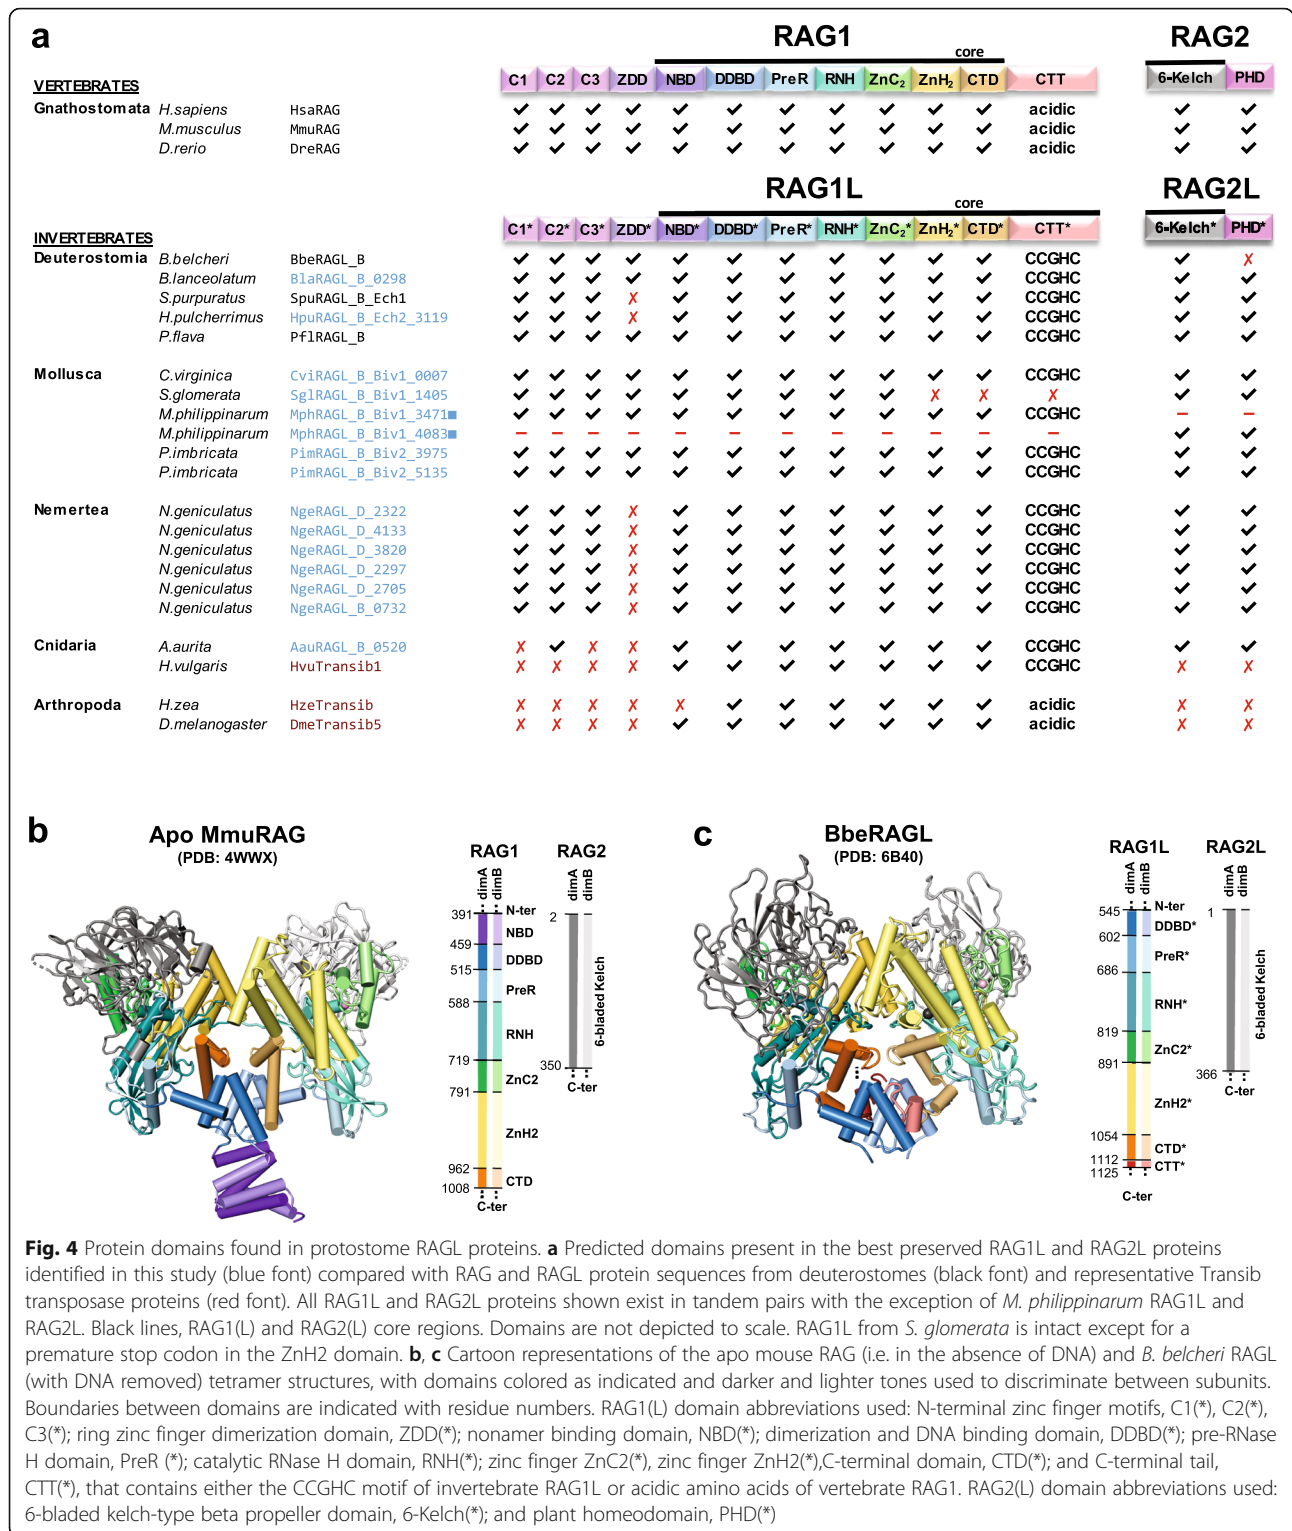 a
RAG1
RAG2
core
VERTEBRATES
C1 C2 C3 ZDD NBD DDBD PreR RNH ZnC2 ZnH2 CTD CTT 6-Kelch PHD
Gnathostomata H.sapiens HsaRAG ✓ ✓ ✓ ✓ ✓ ✓ ✓ ✓ ✓ ✓ ✓ acidic ✓ ✓
M.musculus MmuRAG ✓ ✓ ✓ ✓ ✓ ✓ ✓ ✓ ✓ ✓ ✓ acidic ✓ ✓
D.rerio DreRAG ✓ ✓ ✓ ✓ ✓ ✓ ✓ ✓ ✓ ✓ ✓ acidic ✓ ✓
RAG1L
RAG2L
core
INVERTEBRATES
C1* C2* C3* ZDD* NBD* DDBD* PreR* RNH* ZnC2* ZnH2* CTD* CTT* 6-Kelch* PHD*
Deuterostomia B.belcheri BbeRAGL_B ✓ ✓ ✓ ✓ ✓ ✓ ✓ ✓ ✓ ✓ ✓ CCGHC ✓ ✗
B.lanceolatum BlaRAGL_B_0298 ✓ ✓ ✓ ✓ ✓ ✓ ✓ ✓ ✓ ✓ ✓ CCGHC ✓ ✓
S.purpuratus SpuRAGL_B_Ech1 ✓ ✓ ✓ ✗ ✓ ✓ ✓ ✓ ✓ ✓ ✓ CCGHC ✓ ✓
H.pulcherrimus HpuRAGL_B_Ech2_3119 ✓ ✓ ✓ ✗ ✓ ✓ ✓ ✓ ✓ ✓ ✓ CCGHC ✓ ✓
P.flava PflRAGL_B ✓ ✓ ✓ ✓ ✓ ✓ ✓ ✓ ✓ ✓ ✓ CCGHC ✓ ✓
Mollusca C.virginica CviRAGL_B_Biv1_0007 ✓ ✓ ✓ ✓ ✓ ✓ ✓ ✓ ✓ ✓ ✓ CCGHC ✓ ✓
S.glomerata SglRAGL_B_Biv1_1405 ✓ ✓ ✓ ✓ ✓ ✓ ✓ ✓ ✓ ✗ ✗ ✗ ✓ ✓
M.philippinarum MphRAGL_B_Biv1_3471■ ✓ ✓ ✓ ✓ ✓ ✓ ✓ ✓ ✓ ✓ ✓ CCGHC – –
M.philippinarum MphRAGL_B_Biv1_4083■ – – – – – – – – – – – – ✓ ✓
P.imbricata PimRAGL_B_Biv2_3975 ✓ ✓ ✓ ✓ ✓ ✓ ✓ ✓ ✓ ✓ ✓ CCGHC ✓ ✓
P.imbricata PimRAGL_B_Biv2_5135 ✓ ✓ ✓ ✓ ✓ ✓ ✓ ✓ ✓ ✓ ✓ CCGHC ✓ ✓
Nemertea N.geniculatus NgeRAGL_D_2322 ✓ ✓ ✓ ✗ ✓ ✓ ✓ ✓ ✓ ✓ ✓ CCGHC ✓ ✓
N.geniculatus NgeRAGL_D_4133 ✓ ✓ ✓ ✗ ✓ ✓ ✓ ✓ ✓ ✓ ✓ CCGHC ✓ ✓
N.geniculatus NgeRAGL_D_3820 ✓ ✓ ✓ ✗ ✓ ✓ ✓ ✓ ✓ ✓ ✓ CCGHC ✓ ✓
N.geniculatus NgeRAGL_D_2297 ✓ ✓ ✓ ✗ ✓ ✓ ✓ ✓ ✓ ✓ ✓ CCGHC ✓ ✓
N.geniculatus NgeRAGL_D_2705 ✓ ✓ ✓ ✗ ✓ ✓ ✓ ✓ ✓ ✓ ✓ CCGHC ✓ ✓
N.geniculatus NgeRAGL_B_0732 ✓ ✓ ✓ ✗ ✓ ✓ ✓ ✓ ✓ ✓ ✓ CCGHC ✓ ✓
Cnidaria A.aurita AauRAGL_B_0520 ✗ ✓ ✗ ✗ ✓ ✓ ✓ ✓ ✓ ✓ ✓ CCGHC ✓ ✓
H.vulgaris HvuTransib1 ✗ ✗ ✗ ✗ ✓ ✓ ✓ ✓ ✓ ✓ ✓ CCGHC ✗ ✗
Arthropoda H.zea HzeTransib ✗ ✗ ✗ ✗ ✗ ✓ ✓ ✓ ✓ ✓ ✓ acidic ✗ ✗
D.melanogaster DmeTransib5 ✗ ✗ ✗ ✗ ✓ ✓ ✓ ✓ ✓ ✓ ✓ acidic ✗ ✗
b
Apo MmuRAG
(PDB: 4WWX)
RAG1 RAG2
dimA dimB dimA dimB
391 N-ter
NBD
459
DDBD
515
PreR
588
RNH
719
ZnC2
791
ZnH2
962
CTD
1008
C-ter
2
6-bladed Kelch
350
C-ter
c
BbeRAGL
(PDB: 6B40)
RAG1L RAG2L
dimA dimB dimA dimB
545 N-ter
DDBD*
602
PreR*
686
RNH*
819
ZnC2*
891
ZnH2*
1054
CTD*
1112
CTT*
1125
C-ter
1
6-bladed Kelch
366
C-ter
Fig. 4 Protein domains found in protostome RAGL proteins. a Predicted domains present in the best preserved RAG1L and RAG2L proteins
identified in this study (blue font) compared with RAG and RAGL protein sequences from deuterostomes (black font) and representative Transib
transposase proteins (red font). All RAG1L and RAG2L proteins shown exist in tandem pairs with the exception of M. philippinarum RAG1L and
RAG2L. Black lines, RAG1(L) and RAG2(L) core regions. Domains are not depicted to scale. RAG1L from S. glomerata is intact except for a
premature stop codon in the ZnH2 domain. b, c Cartoon representations of the apo mouse RAG (i.e. in the absence of DNA) and B. belcheri RAGL
(with DNA removed) tetramer structures, with domains colored as indicated and darker and lighter tones used to discriminate between subunits.
Boundaries between domains are indicated with residue numbers. RAG1(L) domain abbreviations used: N-terminal zinc finger motifs, C1(*), C2(*),
C3(*); ring zinc finger dimerization domain, ZDD(*); nonamer binding domain, NBD(*); dimerization and DNA binding domain, DDBD(*); pre-RNase
H domain, PreR (*); catalytic RNase H domain, RNH(*); zinc finger ZnC2(*), zinc finger ZnH2(*),C-terminal domain, CTD(*); and C-terminal tail,
CTT(*), that contains either the CCGHC motif of invertebrate RAG1L or acidic amino acids of vertebrate RAG1. RAG2(L) domain abbreviations used:
6-bladed kelch-type beta propeller domain, 6-Kelch(*); and plant homeodomain, PHD(*)